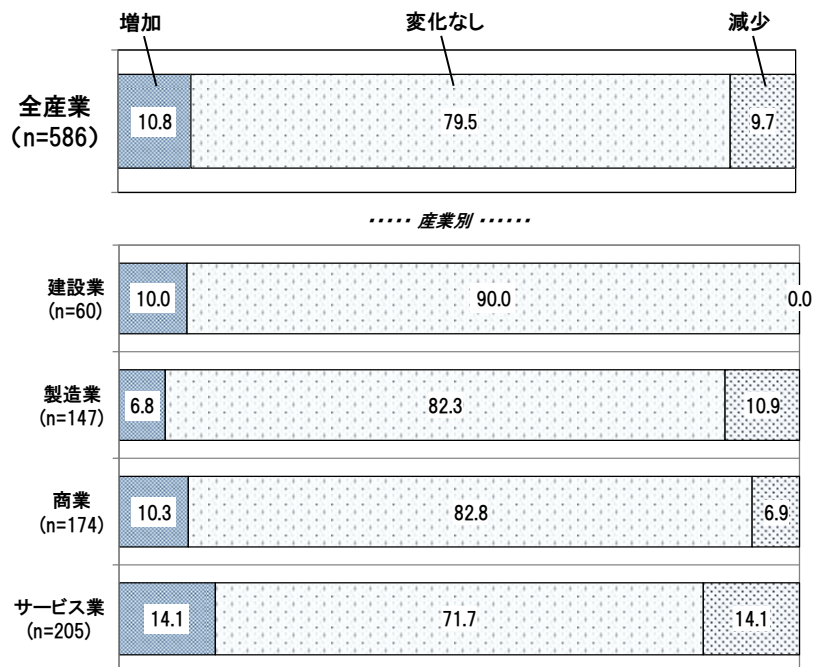 増加 変化なし 減少
全産業
(n=586)
10.8 79.5 9.7
‥‥‥ 産業別 ‥‥‥
建設業
(n=60)
10.0 90.0 0.0
製造業
(n=147)
6.8 82.3 10.9
商業
(n=174)
10.3 82.8 6.9
サービス業
(n=205)
14.1 71.7 14.1